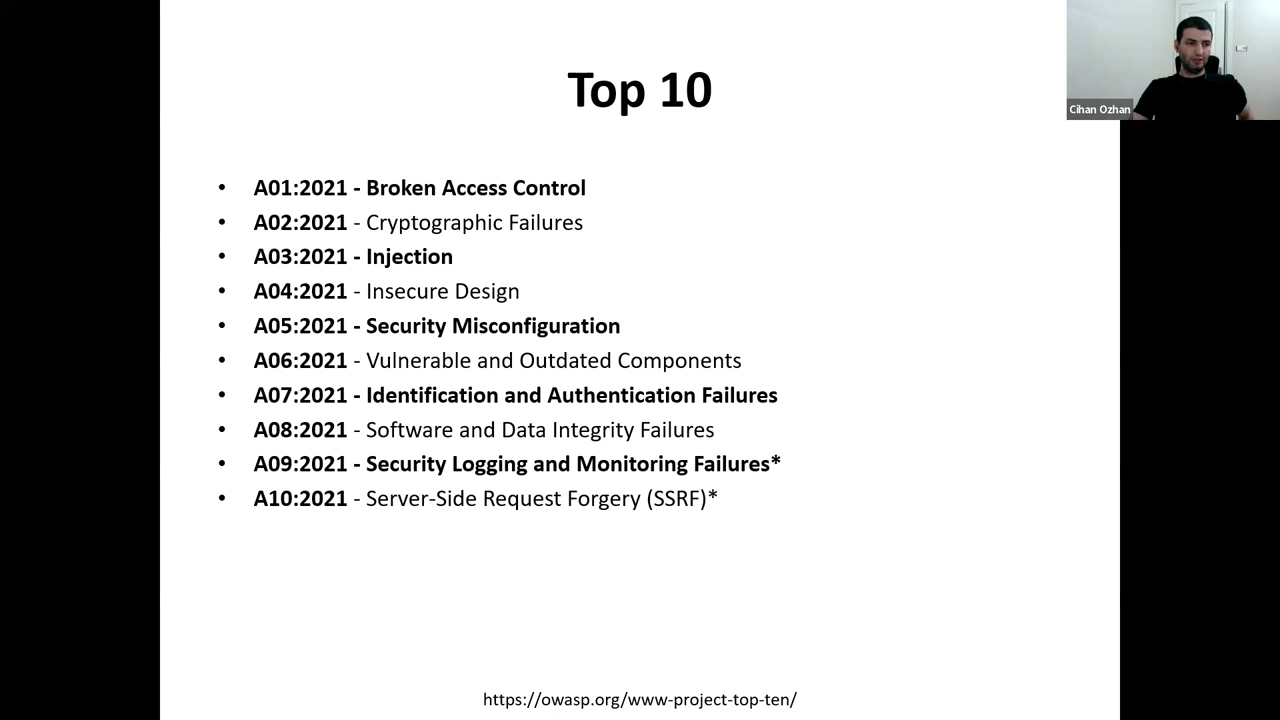 Top 10
Cihan Ozhan
• A01:2021 - Broken Access Control
• A02:2021 - Cryptographic Failures
• A03:2021 - Injection
• A04:2021 - Insecure Design
• A05:2021 - Security Misconfiguration
• A06:2021 - Vulnerable and Outdated Components
• A07:2021 - Identification and Authentication Failures
• A08:2021 - Software and Data Integrity Failures
• A09:2021 - Security Logging and Monitoring Failures*
• A10:2021 - Server-Side Request Forgery (SSRF)*
https://owasp.org/www-project-top-ten/